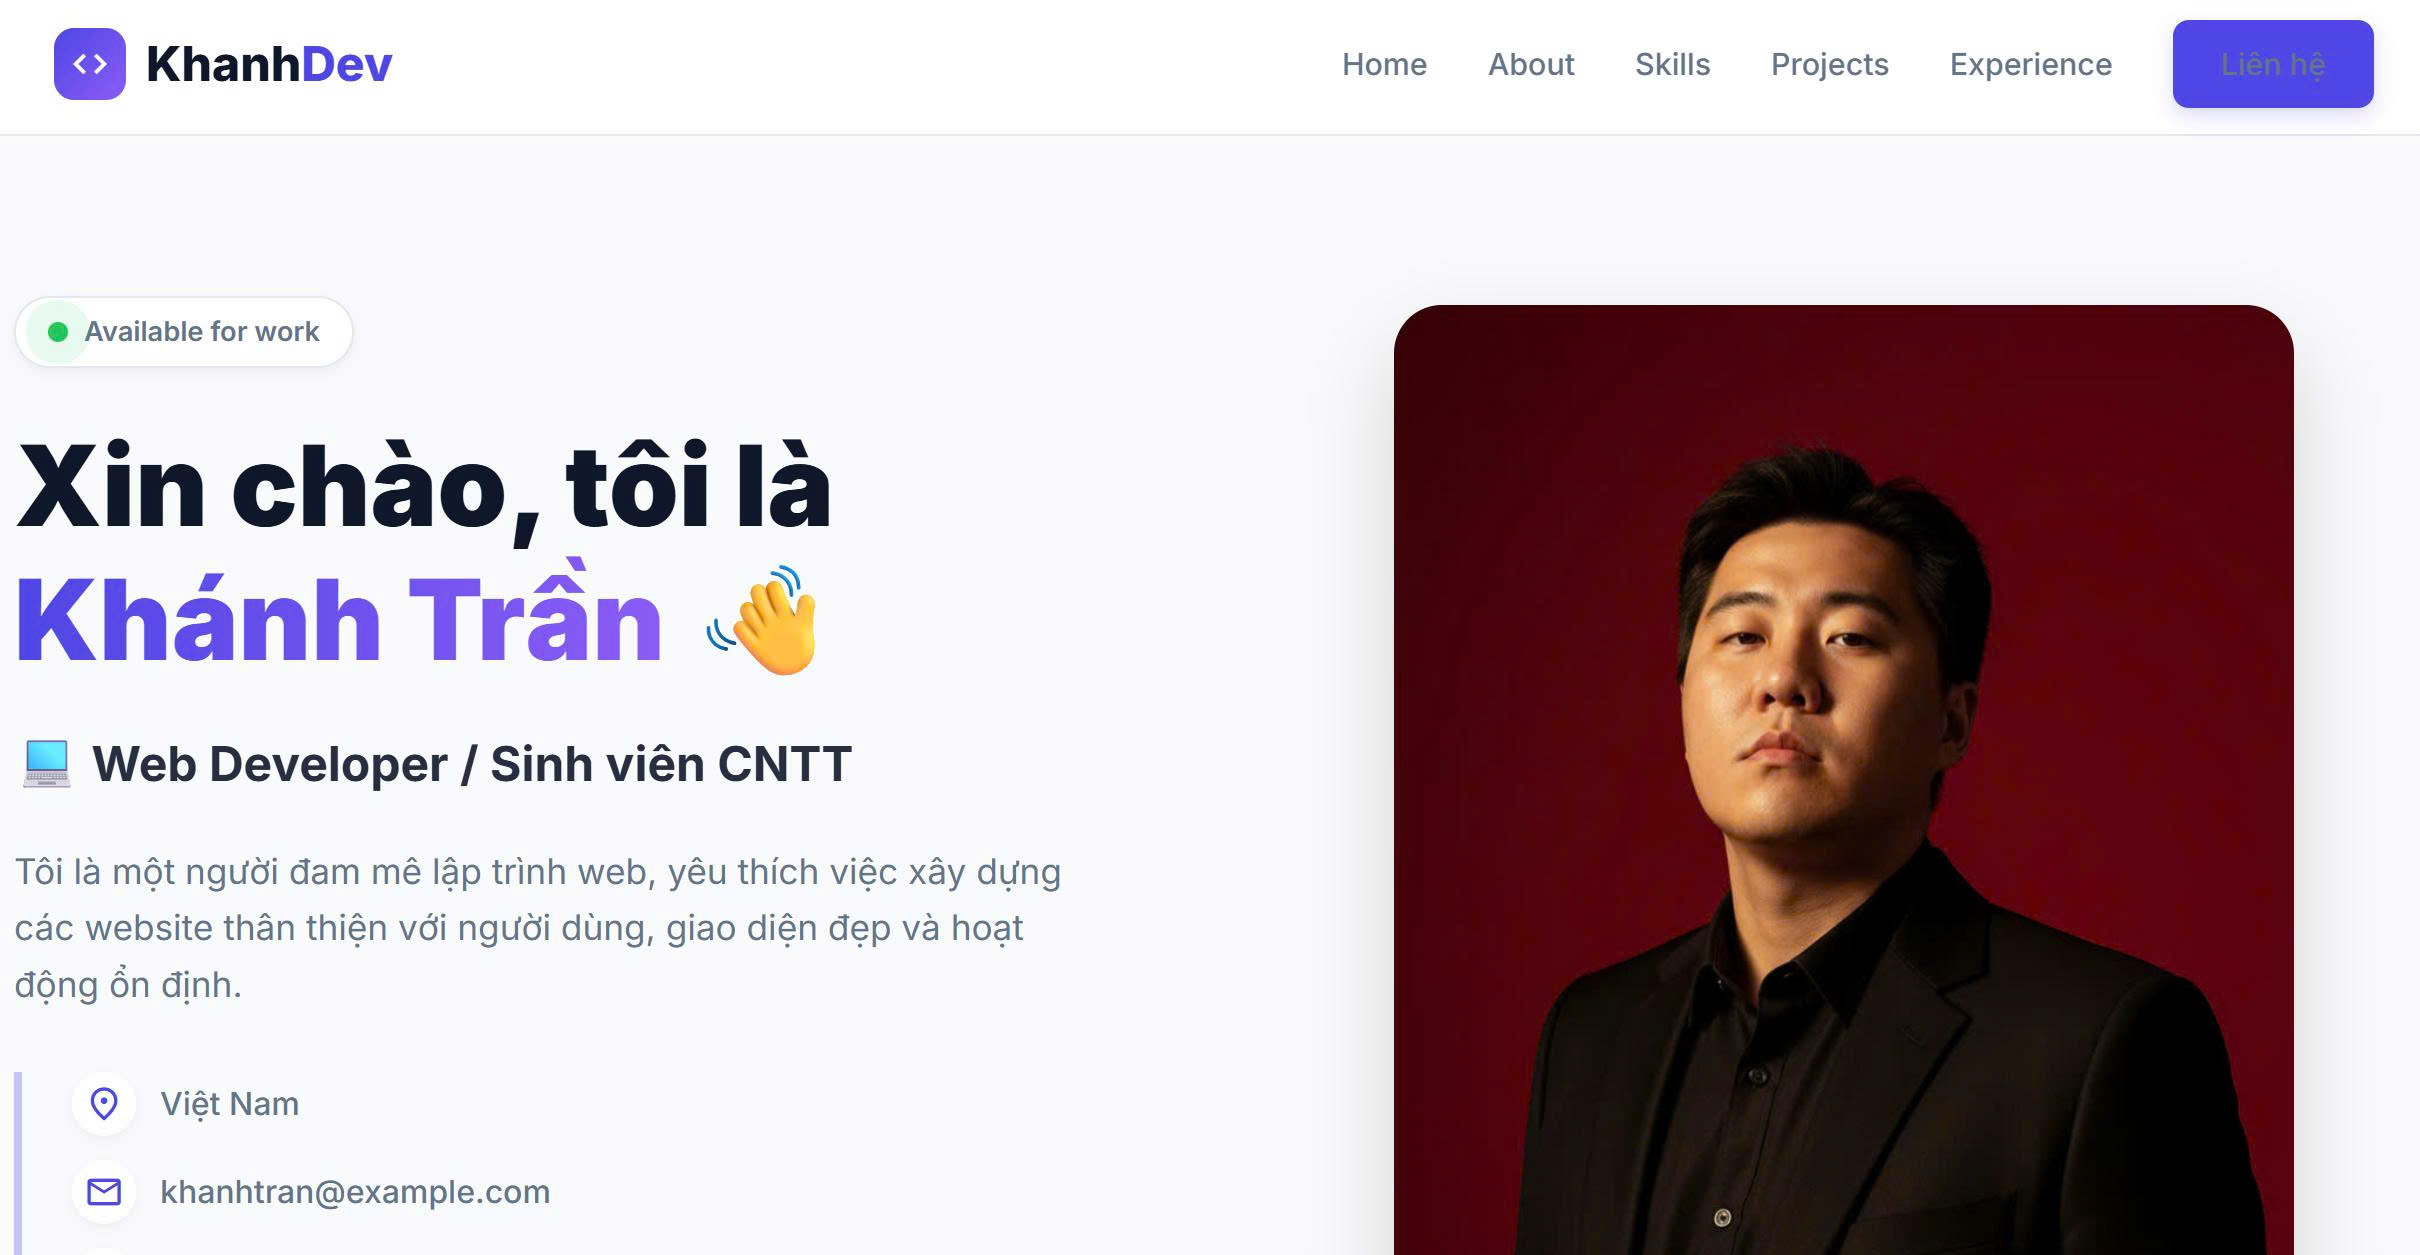 KhanhDev
Home
About
Skills
Projects
Experience
Liên hệ
Available for work
Xin chào, tôi là
Khánh Trần 👋
💻 Web Developer / Sinh viên CNTT
Tôi là một người đam mê lập trình web, yêu thích việc xây dựng
các website thân thiện với người dùng, giao diện đẹp và hoạt
động ổn định.
Việt Nam
khanhtran@example.com